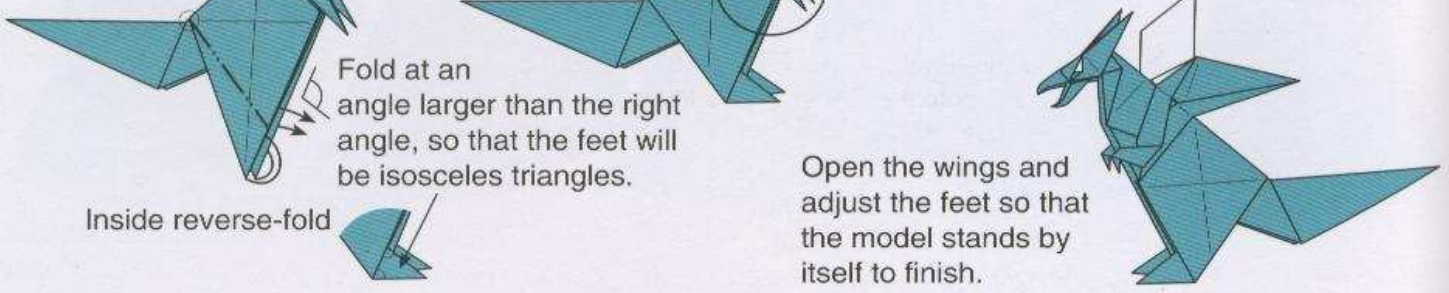 Fold at an
angle larger than the right
angle, so that the feet will
be isosceles triangles.
Inside reverse-fold
Open the wings and
adjust the feet so that
the model stands by
itself to finish.